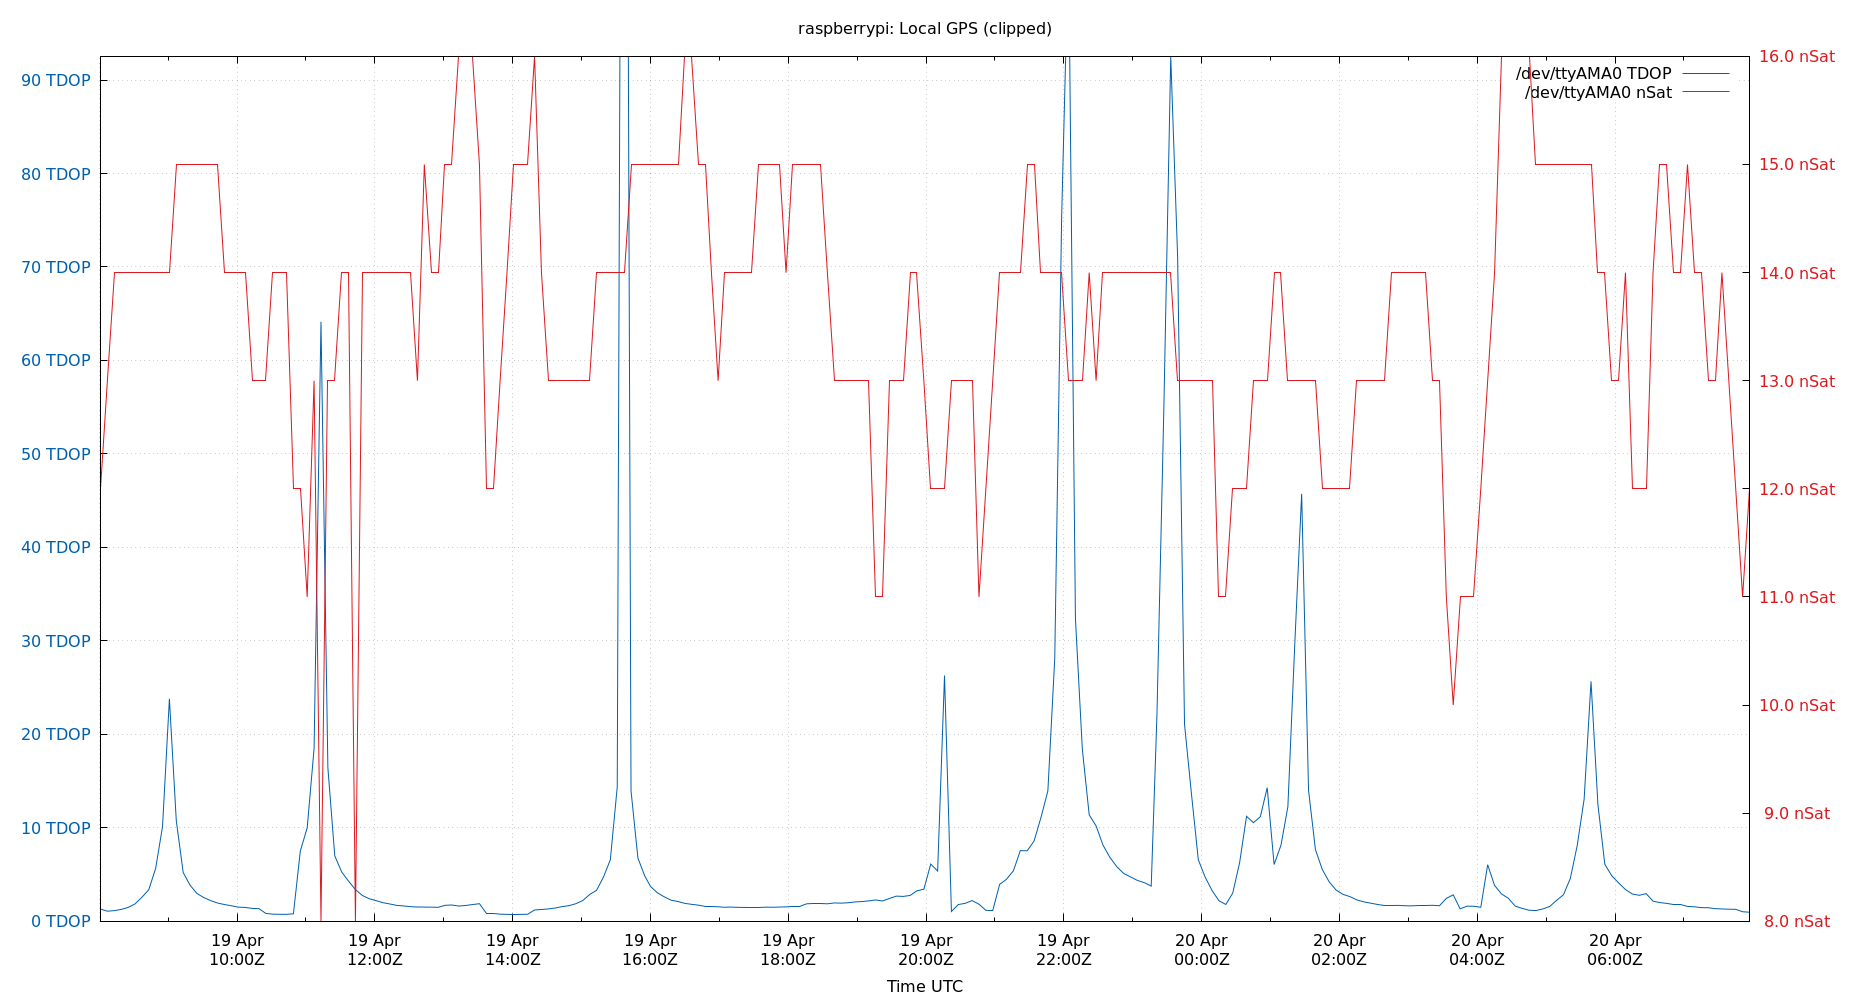 raspberrypi: Local GPS (clipped)
/dev/ttyAMA0 TDOP
/dev/ttyAMA0 nSat
90 TDOP
80 TDOP
70 TDOP
60 TDOP
50 TDOP
40 TDOP
30 TDOP
20 TDOP
10 TDOP
0 TDOP
16.0 nSat
15.0 nSat
14.0 nSat
13.0 nSat
12.0 nSat
11.0 nSat
10.0 nSat
9.0 nSat
8.0 nSat
19 Apr
10:00Z
19 Apr
12:00Z
19 Apr
14:00Z
19 Apr
16:00Z
19 Apr
18:00Z
19 Apr
20:00Z
19 Apr
22:00Z
20 Apr
00:00Z
20 Apr
02:00Z
20 Apr
04:00Z
20 Apr
06:00Z
Time UTC